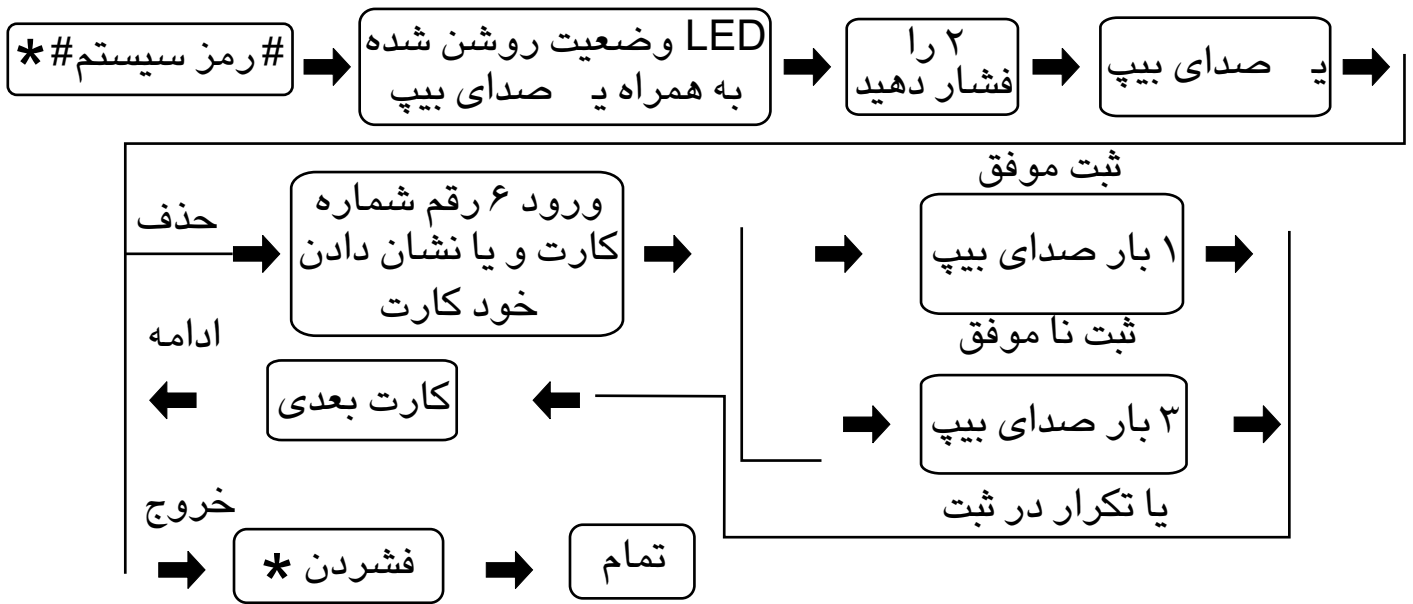 #رمز سیستم#*
LED وضعیت روشن شده
به همراه یـ صدای بیپ
۲ را
فشار دهید
یـ صدای بیپ
حذف
ورود ۶ رقم شماره
کارت و یا نشان دادن
خود کارت
ثبت موفق
۱ بار صدای بیپ
ثبت نا موفق
۳ بار صدای بیپ
یا تکرار در ثبت
ادامه
کارت بعدی
خروج
فشردن *
تمام